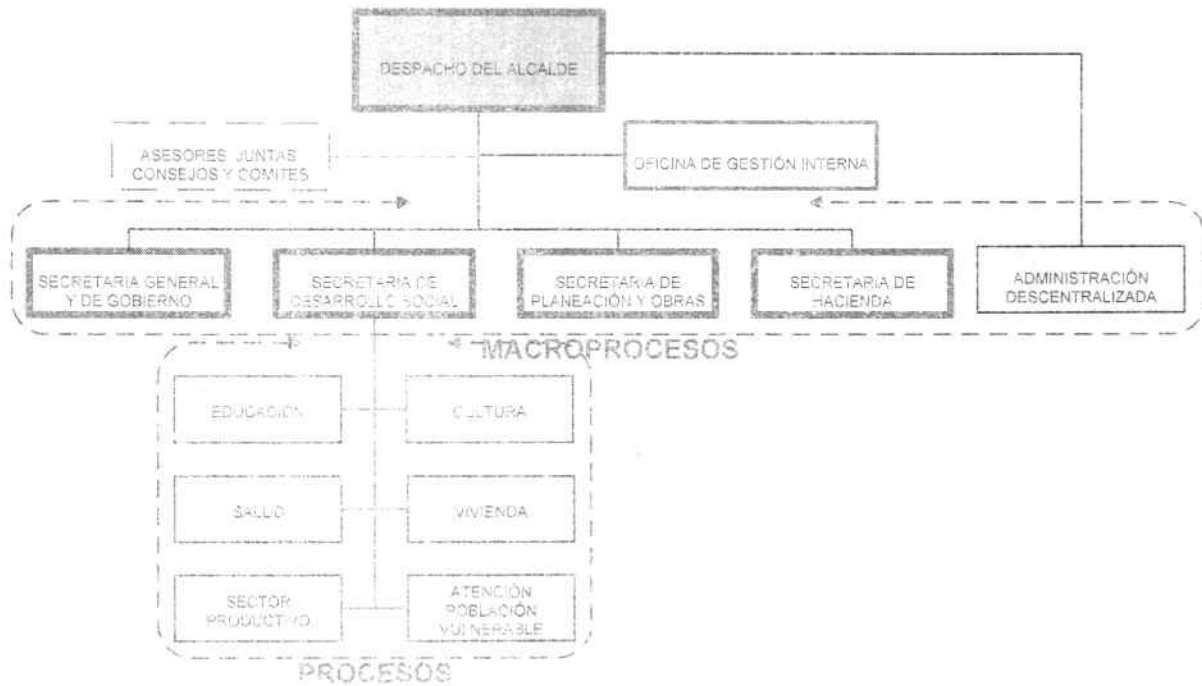 DESPACHO DEL ALCALDE
ASESORES JUNTAS
CONSEJOS Y COMITES
OFICINA DE GESTIÓN INTERNA
SECRETARIA GENERAL
Y DE GOBIERNO
SECRETARIA DE
DESARROLLO SOCIAL
SECRETARIA DE
PLANEACIÓN Y OBRAS
SECRETARIA DE
HACIENDA
ADMINISTRACIÓN
DESCENTRALIZADA
MACROPROCESOS
EDUCACIÓN
CULTURA
SALUD
VIVIENDA
SECTOR
PRODUCTIVO
ATENCIÓN
POBLACIÓN
VULNERABLE
PROCESOS